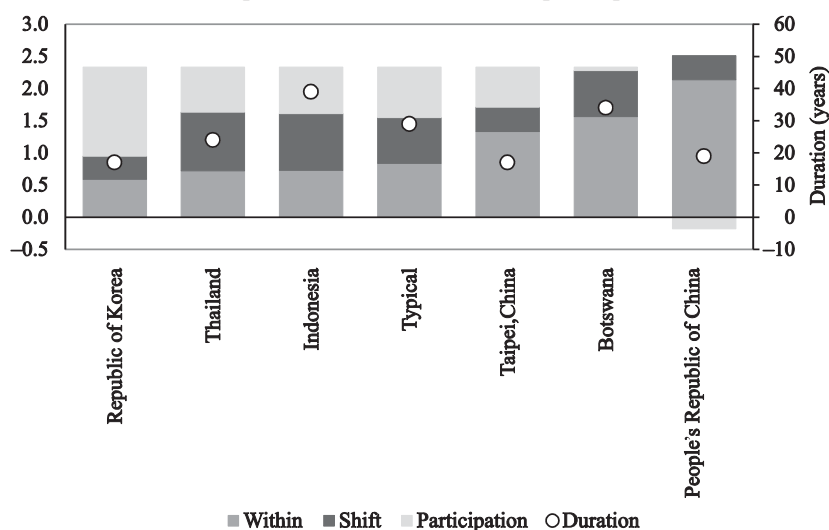 3.0
2.5
2.0
1.5
1.0
0.5
0.0
–0.5
60
50
40
30
20
10
0
–10
Duration (years)
Republic of Korea
Thailand
Indonesia
Typical
Taipei,China
Botswana
People's Republic of China
Within Shift Participation Duration